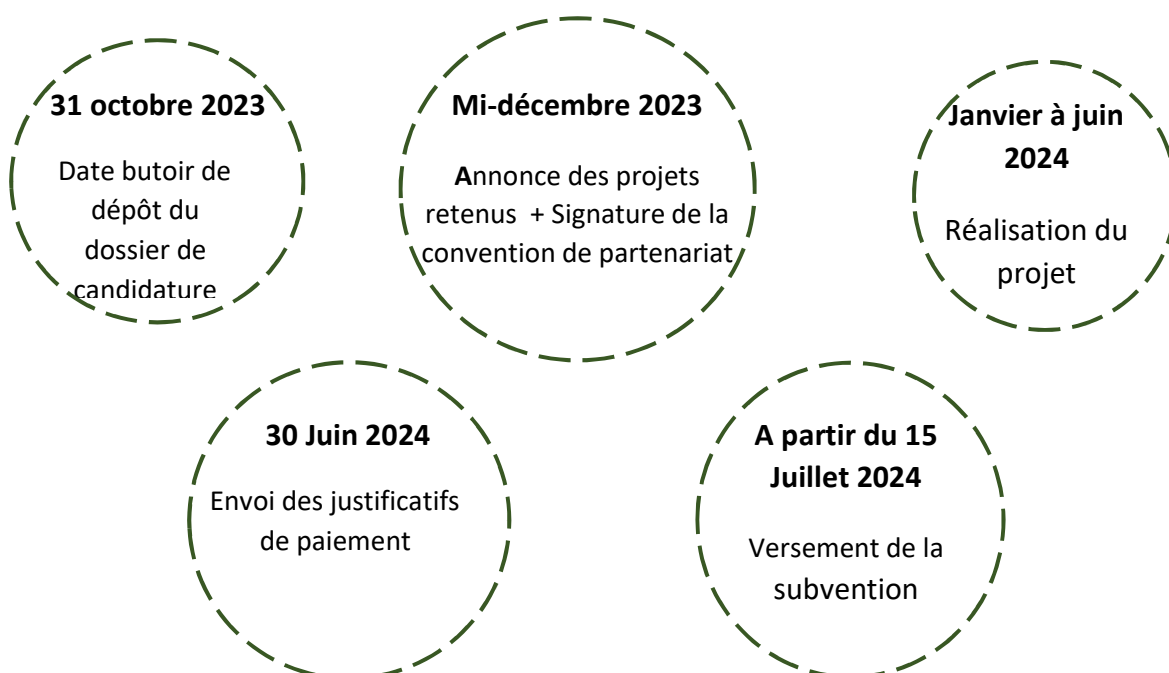 31 octobre 2023
Date butoir de
dépôt du
dossier de
candidature
Mi-décembre 2023
Annonce des projets
retenus + Signature de la
convention de partenariat
Janvier à juin
2024
Réalisation du
projet
30 Juin 2024
Envoi des justificatifs
de paiement
A partir du 15
Juillet 2024
Versement de la
subvention